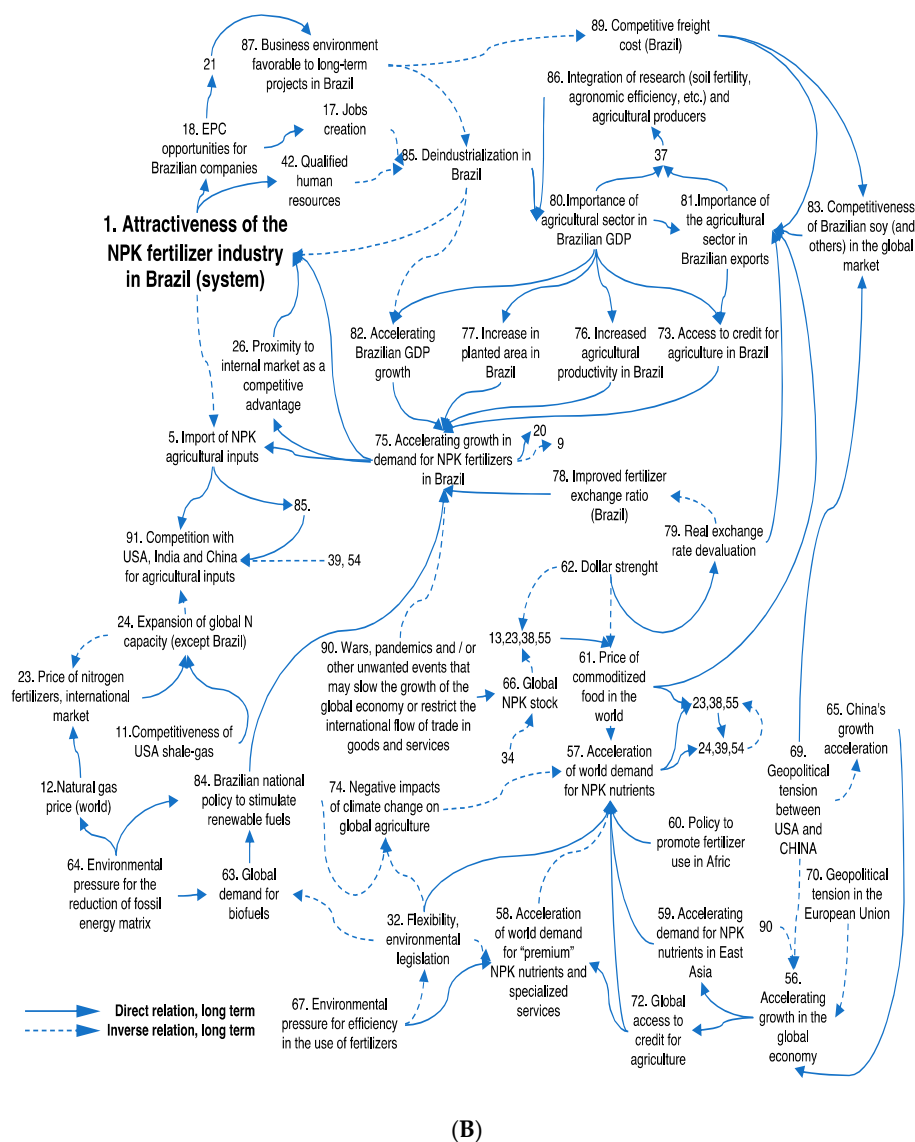 89. Competitive freight
cost (Brazil)
87. Business environment
favorable to long-term
projects in Brazil
21
86. Integration of research (soil fertility,
agronomic efficiency, etc.) and
agricultural producers
17. Jobs
creation
18. EPC
opportunities for
Brazilian companies
37
42. Qualified
human
resources
85. Deindustrialization in
Brazil
80.Importance of
agricultural sector in
Brazilian GDP
81.Importance of
the agricultural
sector in
Brazilian exports
83. Competitiveness
of Brazilian soy (and
others) in the global
market
1. Attractiveness of the
NPK fertilizer industry
in Brazil (system)
82. Accelerating
Brazilian GDP
growth
77. Increase in
planted area in
Brazil
76. Increased
agricultural
productivity in Brazil
73. Access to credit for
agriculture in Brazil
26. Proximity to
internal market as a
competitive
advantage
5. Import of NPK
agricultural inputs
75. Accelerating growth in
demand for NPK fertilizers
in Brazil
20
9
78. Improved fertilizer
exchange ratio
(Brazil)
85.
79. Real exchange
rate devaluation
91. Competition with
USA, India and China
for agricultural inputs
39, 54
62. Dollar strenght
24. Expansion of global N
capacity (except Brazil)
13,23,38,55
90. Wars, pandemics and / or
other unwanted events that
may slow the growth of the
global economy or restrict the
international flow of trade in
goods and services
61. Price of
commoditized
food in the
world
23. Price of nitrogen
fertilizers, international
market
66. Global
NPK stock
23,38,55
65. China's
growth
acceleration
11.Competitiveness of
USA shale-gas
34
24,39,54
57. Acceleration
of world demand
for NPK nutrients
69.
Geopolitical
tension
between
USA and
CHINA
12.Natural gas
price (world)
84. Brazilian national
policy to stimulate
renewable fuels
74. Negative impacts
of climate change on
global agriculture
60. Policy to
promote fertilizer
use in Afric
64. Environmental
pressure for the
reduction of fossil
energy matrix
63. Global
demand for
biofuels
70. Geopolitical
tension in the
European Union
32. Flexibility,
environmental
legislation
58. Acceleration
of world demand
for "premium"
NPK nutrients and
specialized
services
59. Accelerating
demand for NPK
nutrients in East
Asia
90
56.
Accelerating
growth in the
global
economy
67. Environmental
pressure for efficiency
in the use of fertilizers
72. Global
access to
credit for
agriculture
Direct relation, long term
Inverse relation, long term
(B)